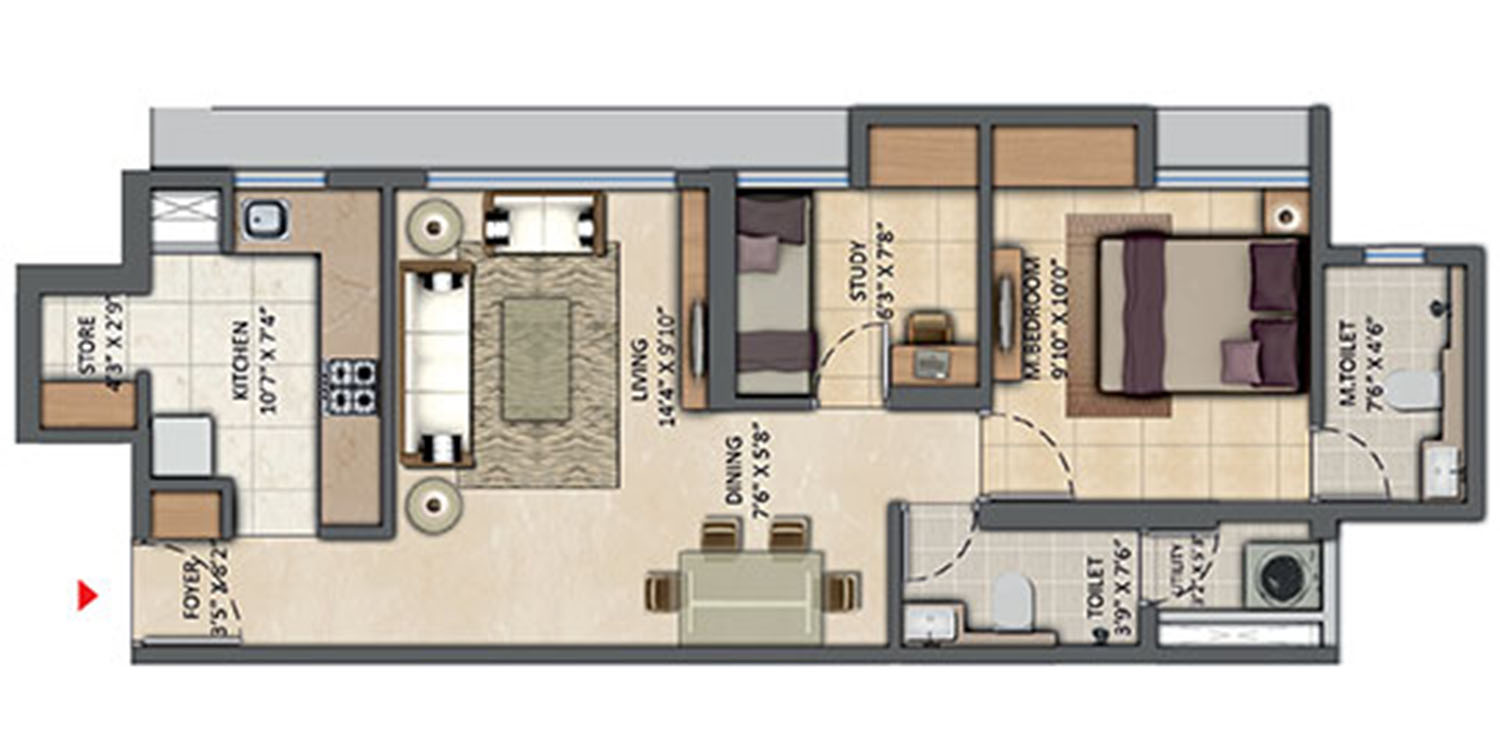 STORE
4'3" X 2'9"
KITCHEN
10'7" X 7'4"
FOYER
3'5" X 8'2"
LIVING
14'4" X 9'10"
DINING
7'6" X 5'8"
STUDY
6'3" X 7'8"
M.BEDROOM
9'10" X 10'0"
M.TOILET
7'6" X 4'6"
TOILET
3'9" X 7'6"
UTILITY